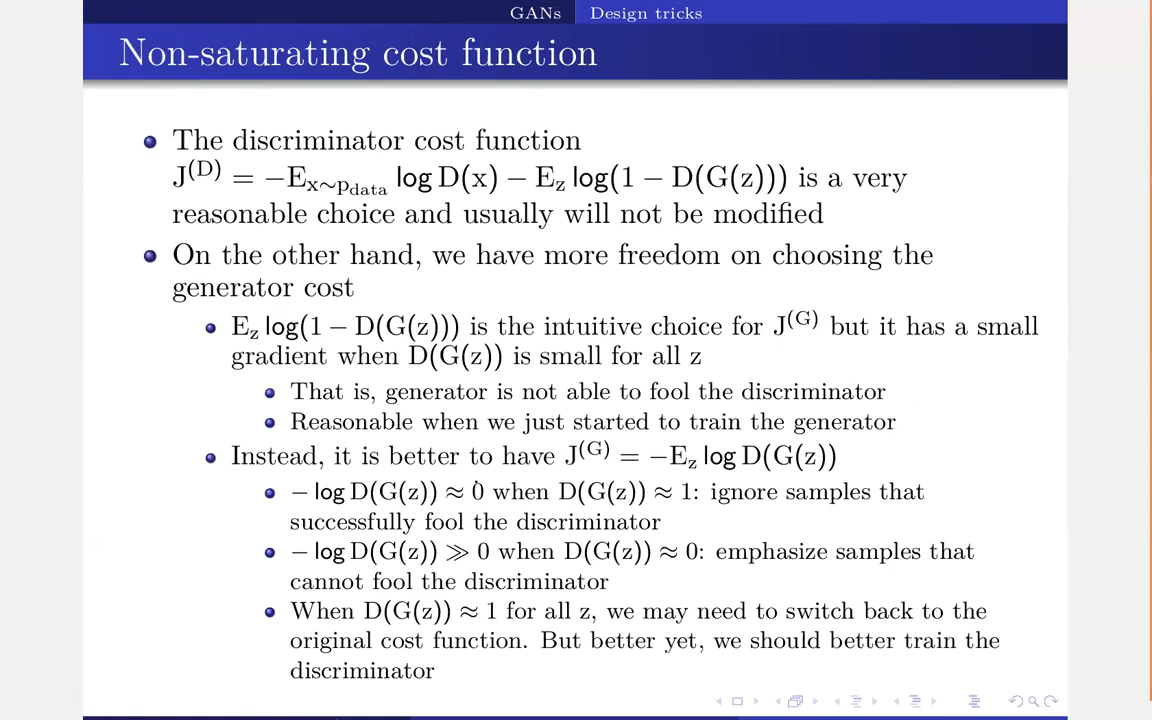 GANs Design tricks
Non-saturating cost function
The discriminator cost function
J^(D) = −E_x∼p_data log D(x) − E_z log(1 − D(G(z))) is a very
reasonable choice and usually will not be modified
On the other hand, we have more freedom on choosing the
generator cost
E_z log(1 − D(G(z))) is the intuitive choice for J^(G) but it has a small
gradient when D(G(z)) is small for all z
That is, generator is not able to fool the discriminator
Reasonable when we just started to train the generator
Instead, it is better to have J^(G) = −E_z log D(G(z))
− log D(G(z)) ≈ 0 when D(G(z)) ≈ 1: ignore samples that
successfully fool the discriminator
− log D(G(z)) ≫ 0 when D(G(z)) ≈ 0: emphasize samples that
cannot fool the discriminator
When D(G(z)) ≈ 1 for all z, we may need to switch back to the
original cost function. But better yet, we should better train the
discriminator